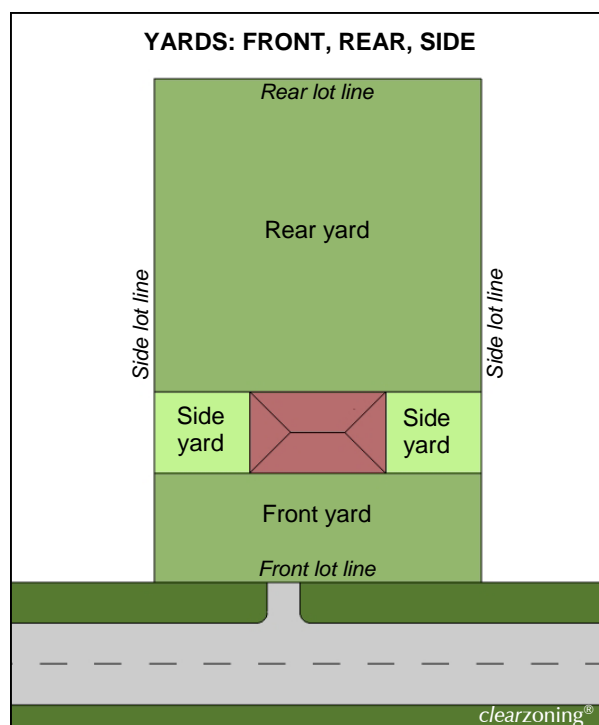 YARDS: FRONT, REAR, SIDE
Rear lot line
Rear yard
Side lot line
Side lot line
Side
yard
Side
yard
Front yard
Front lot line
clearzoning®